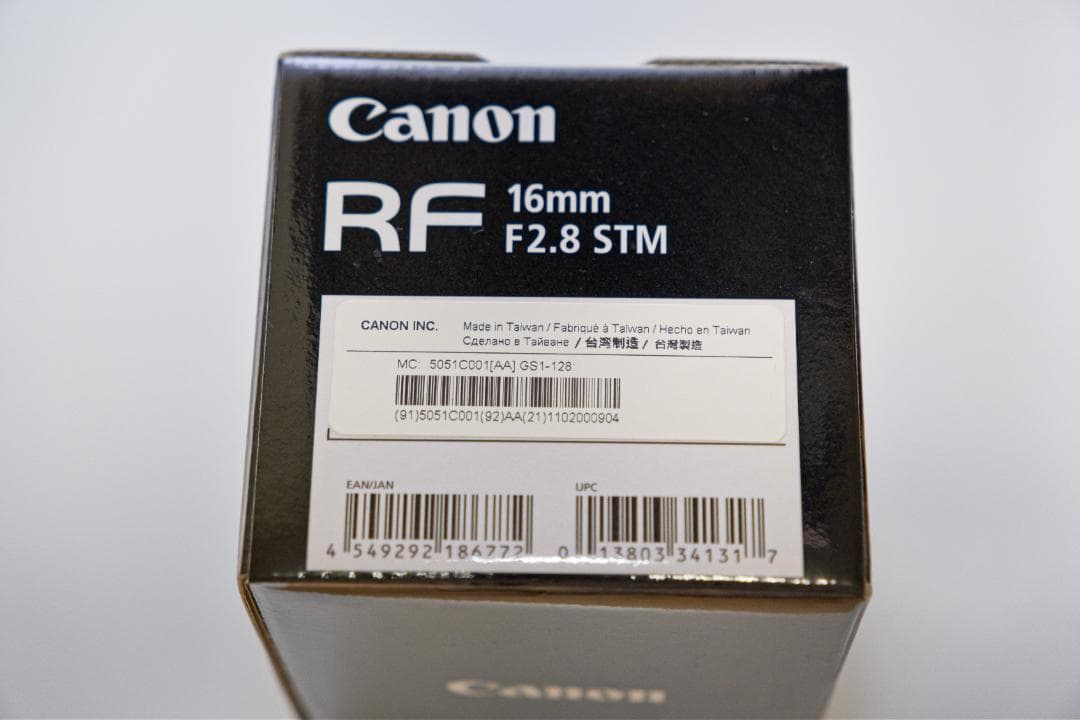 Canon
RF 16mm
F2.8 STM
CANON INC. Made in Taiwan / Fabriqué à Taïwan / Hecho en Taiwan
Сделано в Тайване / 台湾制造 / 台灣製造
MC: 5051C001[AA] GS1-128:
(91)5051C001(92)AA(21)1102000904
EAN/JAN UPC
4 549292 186772 0 13803 34131 7
Canon